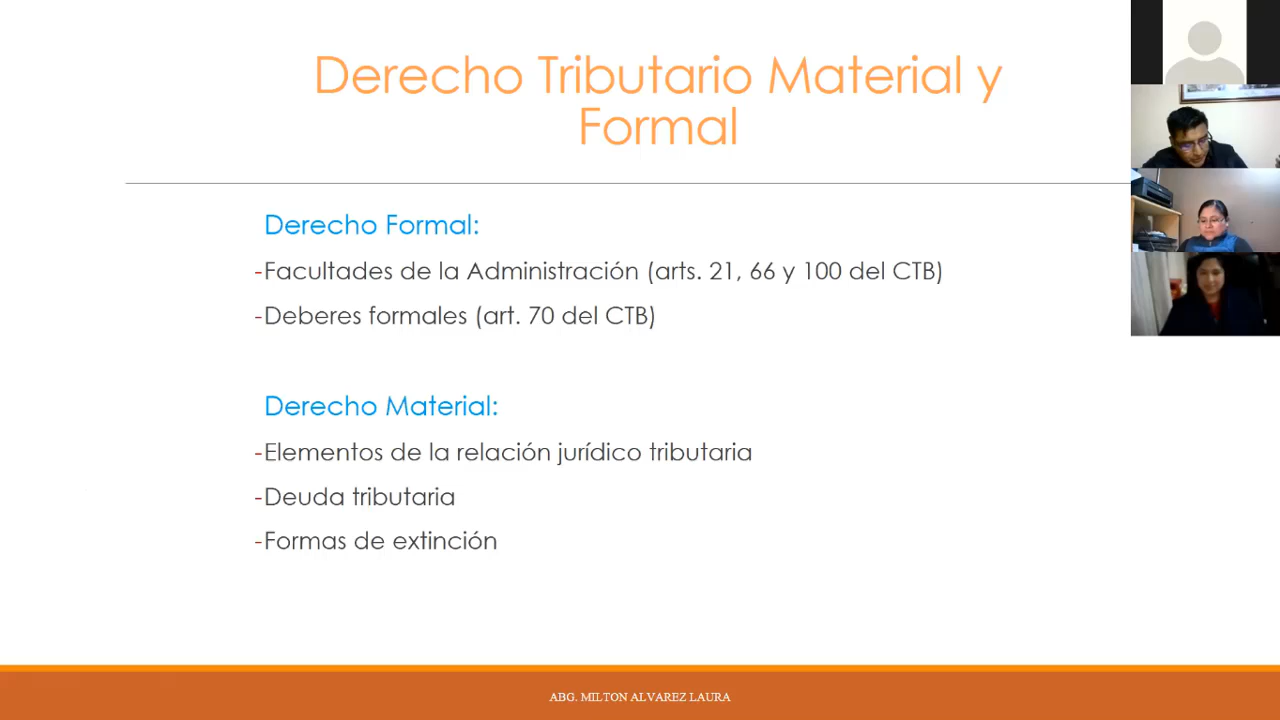 Derecho Tributario Material y
Formal
Derecho Formal:
-Facultades de la Administración (arts. 21, 66 y 100 del CTB)
-Deberes formales (art. 70 del CTB)
Derecho Material:
-Elementos de la relación jurídico tributaria
-Deuda tributaria
-Formas de extinción
ABG. MILTON ALVAREZ LAURA